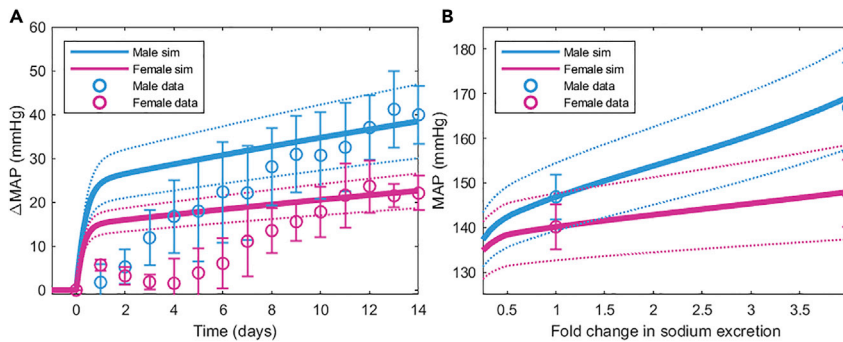 A
ΔMAP (mmHg)
60
50
40
30
20
10
0
Male sim
Female sim
Male data
Female data
0 2 4 6 8 10 12 14
Time (days)
B
MAP (mmHg)
180
170
160
150
140
130
Male sim
Female sim
Male data
Female data
0.5 1 1.5 2 2.5 3 3.5
Fold change in sodium excretion